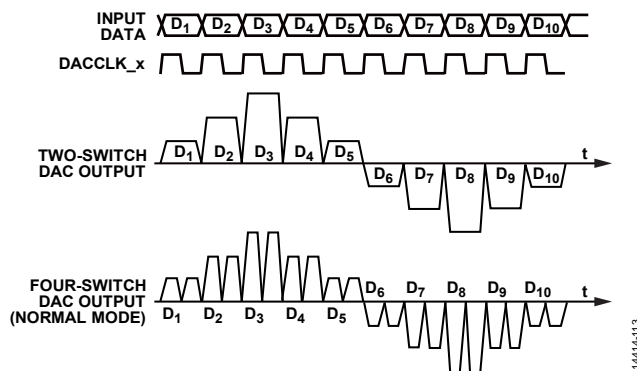 INPUT
DATA
D1 D2 D3 D4 D5 D6 D7 D8 D9 D10
DACCLK_x
TWO-SWITCH
DAC OUTPUT
D1 D2 D3 D4 D5
t
D6 D7 D8 D9 D10
FOUR-SWITCH
DAC OUTPUT
(NORMAL MODE)
D6 D7 D8 D9 D10
t
D1 D2 D3 D4 D5
14414-113